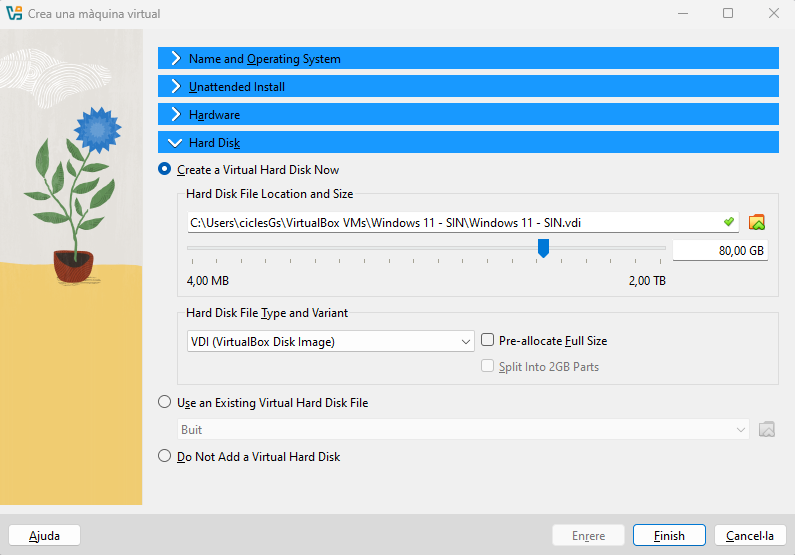 Crea una màquina virtual
Name and Operating System
Unattended Install
Hardware
Hard Disk
Create a Virtual Hard Disk Now
Hard Disk File Location and Size
C:\Users\ciclesGs\VirtualBox VMs\Windows 11 - SIN\Windows 11 - SIN.vdi
80,00 GB
4,00 MB 2,00 TB
Hard Disk File Type and Variant
VDI (VirtualBox Disk Image) Pre-allocate Full Size
Split Into 2GB Parts
Use an Existing Virtual Hard Disk File
Buit
Do Not Add a Virtual Hard Disk
Ajuda Enrere Finish Cancel·la